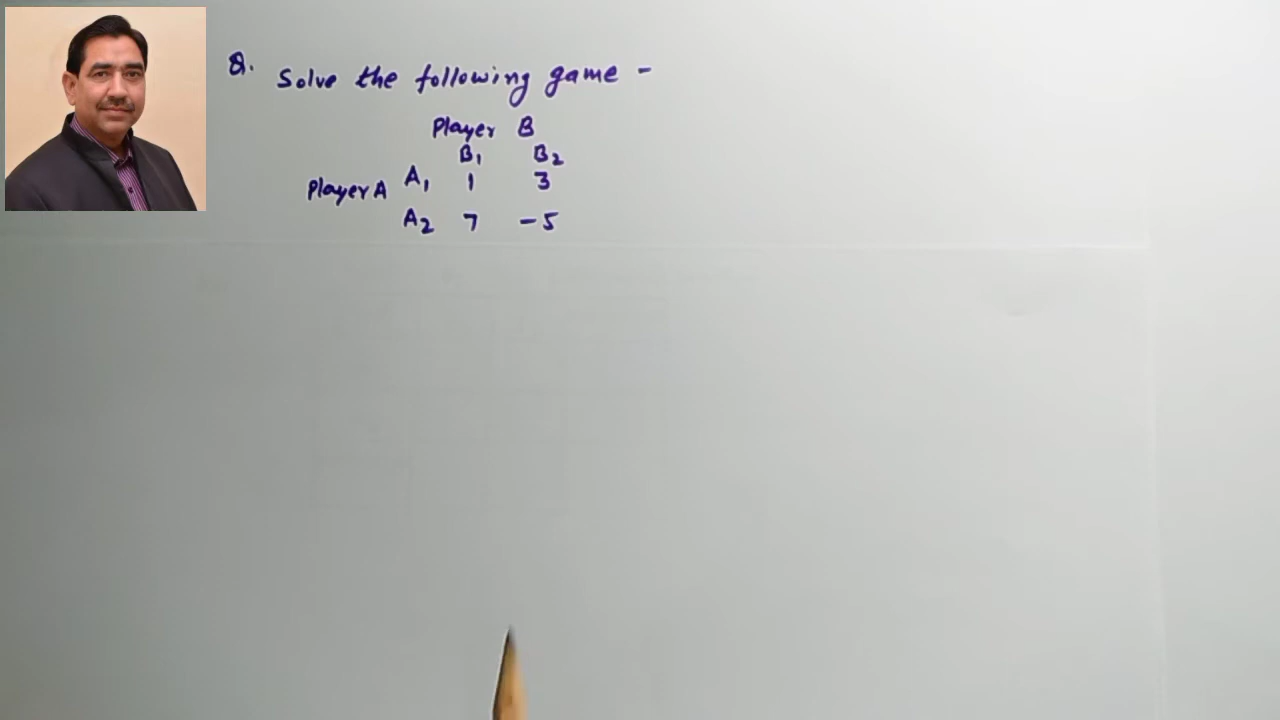 Q. Solve the following game -
Player B
B1 B2
Player A A1 1 3
A2 7 -5